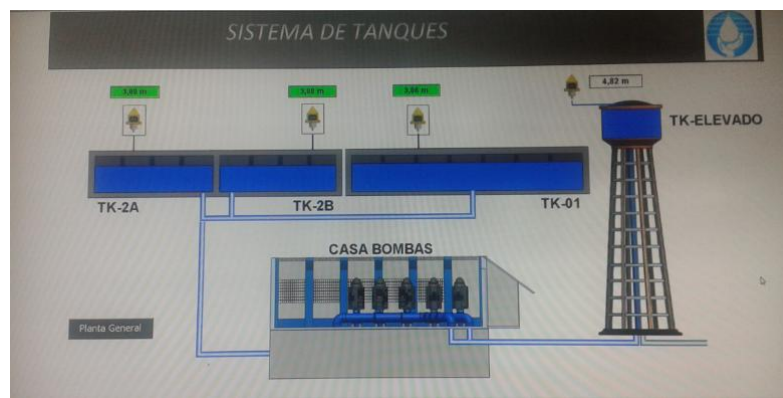 SISTEMA DE TANQUES
4,82 m
TK-ELEVADO
TK-2A
TK-2B
TK-01
CASA BOMBAS
Planta General